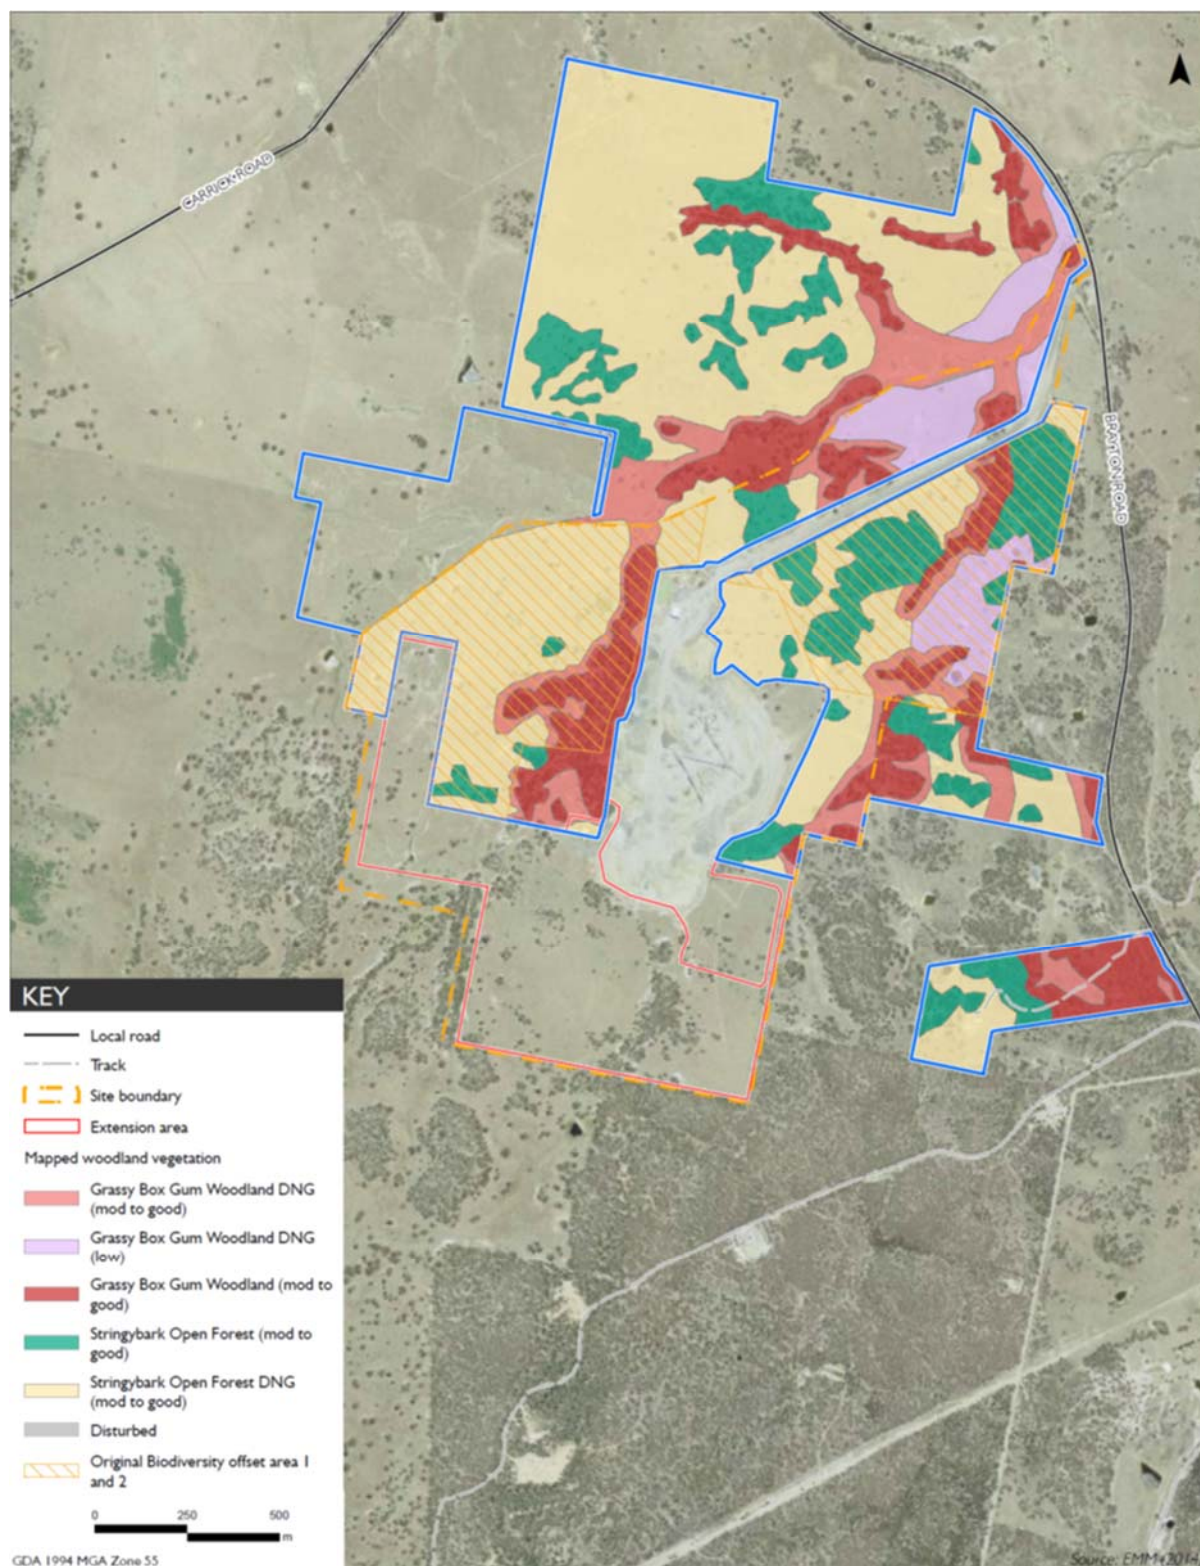 CARRICK ROAD
BRAYTON ROAD
KEY
Local road
Track
Site boundary
Extension area
Mapped woodland vegetation
Grassy Box Gum Woodland DNG
(mod to good)
Grassy Box Gum Woodland DNG
(low)
Grassy Box Gum Woodland (mod to
good)
Stringybark Open Forest (mod to
good)
Stringybark Open Forest DNG
(mod to good)
Disturbed
Original Biodiversity offset area 1
and 2
0 250 500
m
GDA 1994 MGA Zone 55
Source: EMM